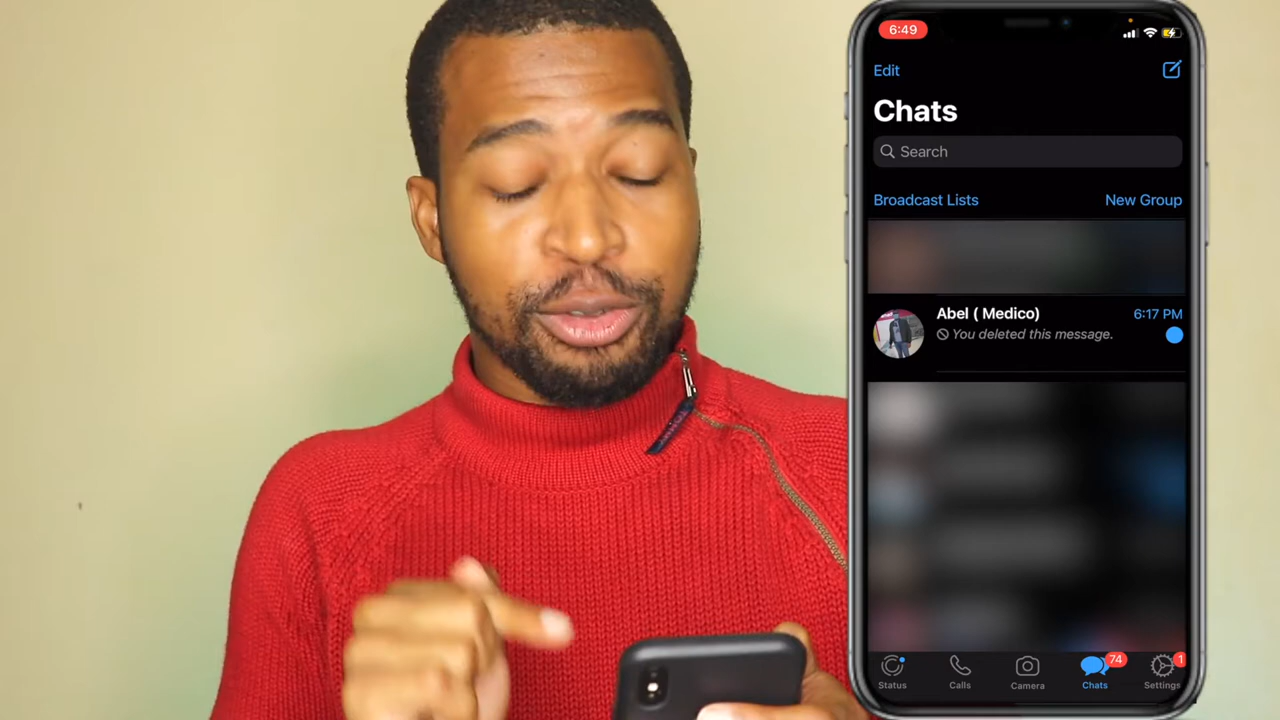 6:49
Edit
Chats
Search
Broadcast Lists New Group
Abel ( Medico) 6:17 PM
You deleted this message.
74 1
Status Calls Camera Chats Settings